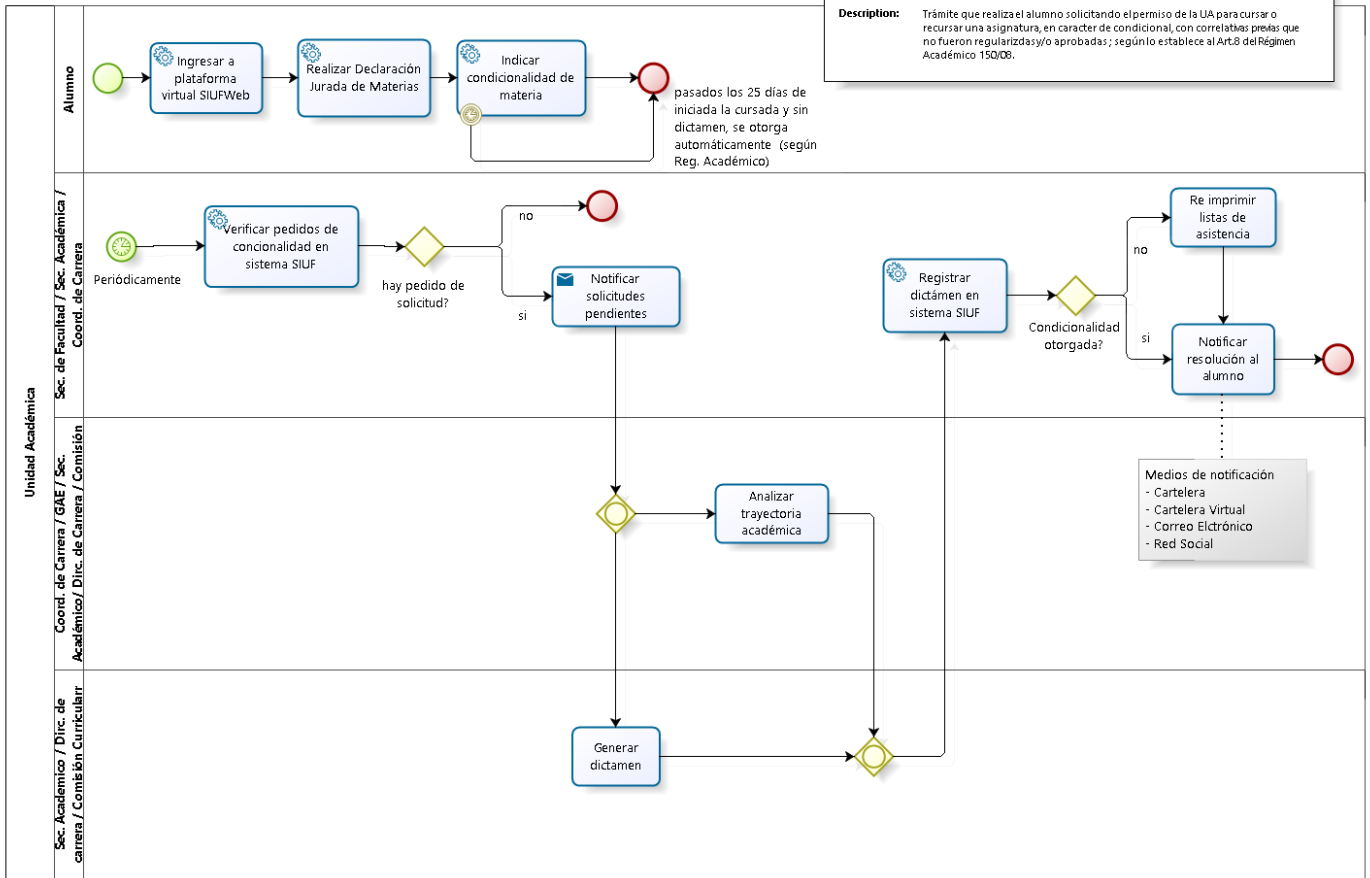 Description:
Trámite que realiza el alumno solicitando el permiso de la UA para cursar o
recursar una asignatura, en caracter de condicional, con correlativas previas que
no fueron regularizdas y/o aprobadas ; según lo establece al Art.8 del Régimen
Académico 150/08.
Unidad Académica
Alumno
Ingresar a
plataforma
virtual SIUFWeb
Realizar Declaración
Jurada de Materias
Indicar
condicionalidad de
materia
pasados los 25 días de
iniciada la cursada y sin
dictamen, se otorga
automáticamente (según
Reg. Académico)
Sec. de Facultad / Sec. Académica /
Coord. de Carrera
Periódicamente
Verificar pedidos de
concionalidad en
sistema SIUF
hay pedido de
solicitud?
no
si
Notificar
solicitudes
pendientes
Registrar
dictámen en
sistema SIUF
Condicionalidad
otorgada?
no
si
Re imprimir
listas de
asistencia
Notificar
resolución al
alumno
Coord. de Carrera / GAE / Sec.
Académico/ Dirc. de Carrera / Comisión
Analizar
trayectoria
académica
Medios de notificación
- Cartelera
- Cartelera Virtual
- Correo Elctrónico
- Red Social
Sec. Academico / Dirc. de
carrera / Comisión Curricularr
Generar
dictamen